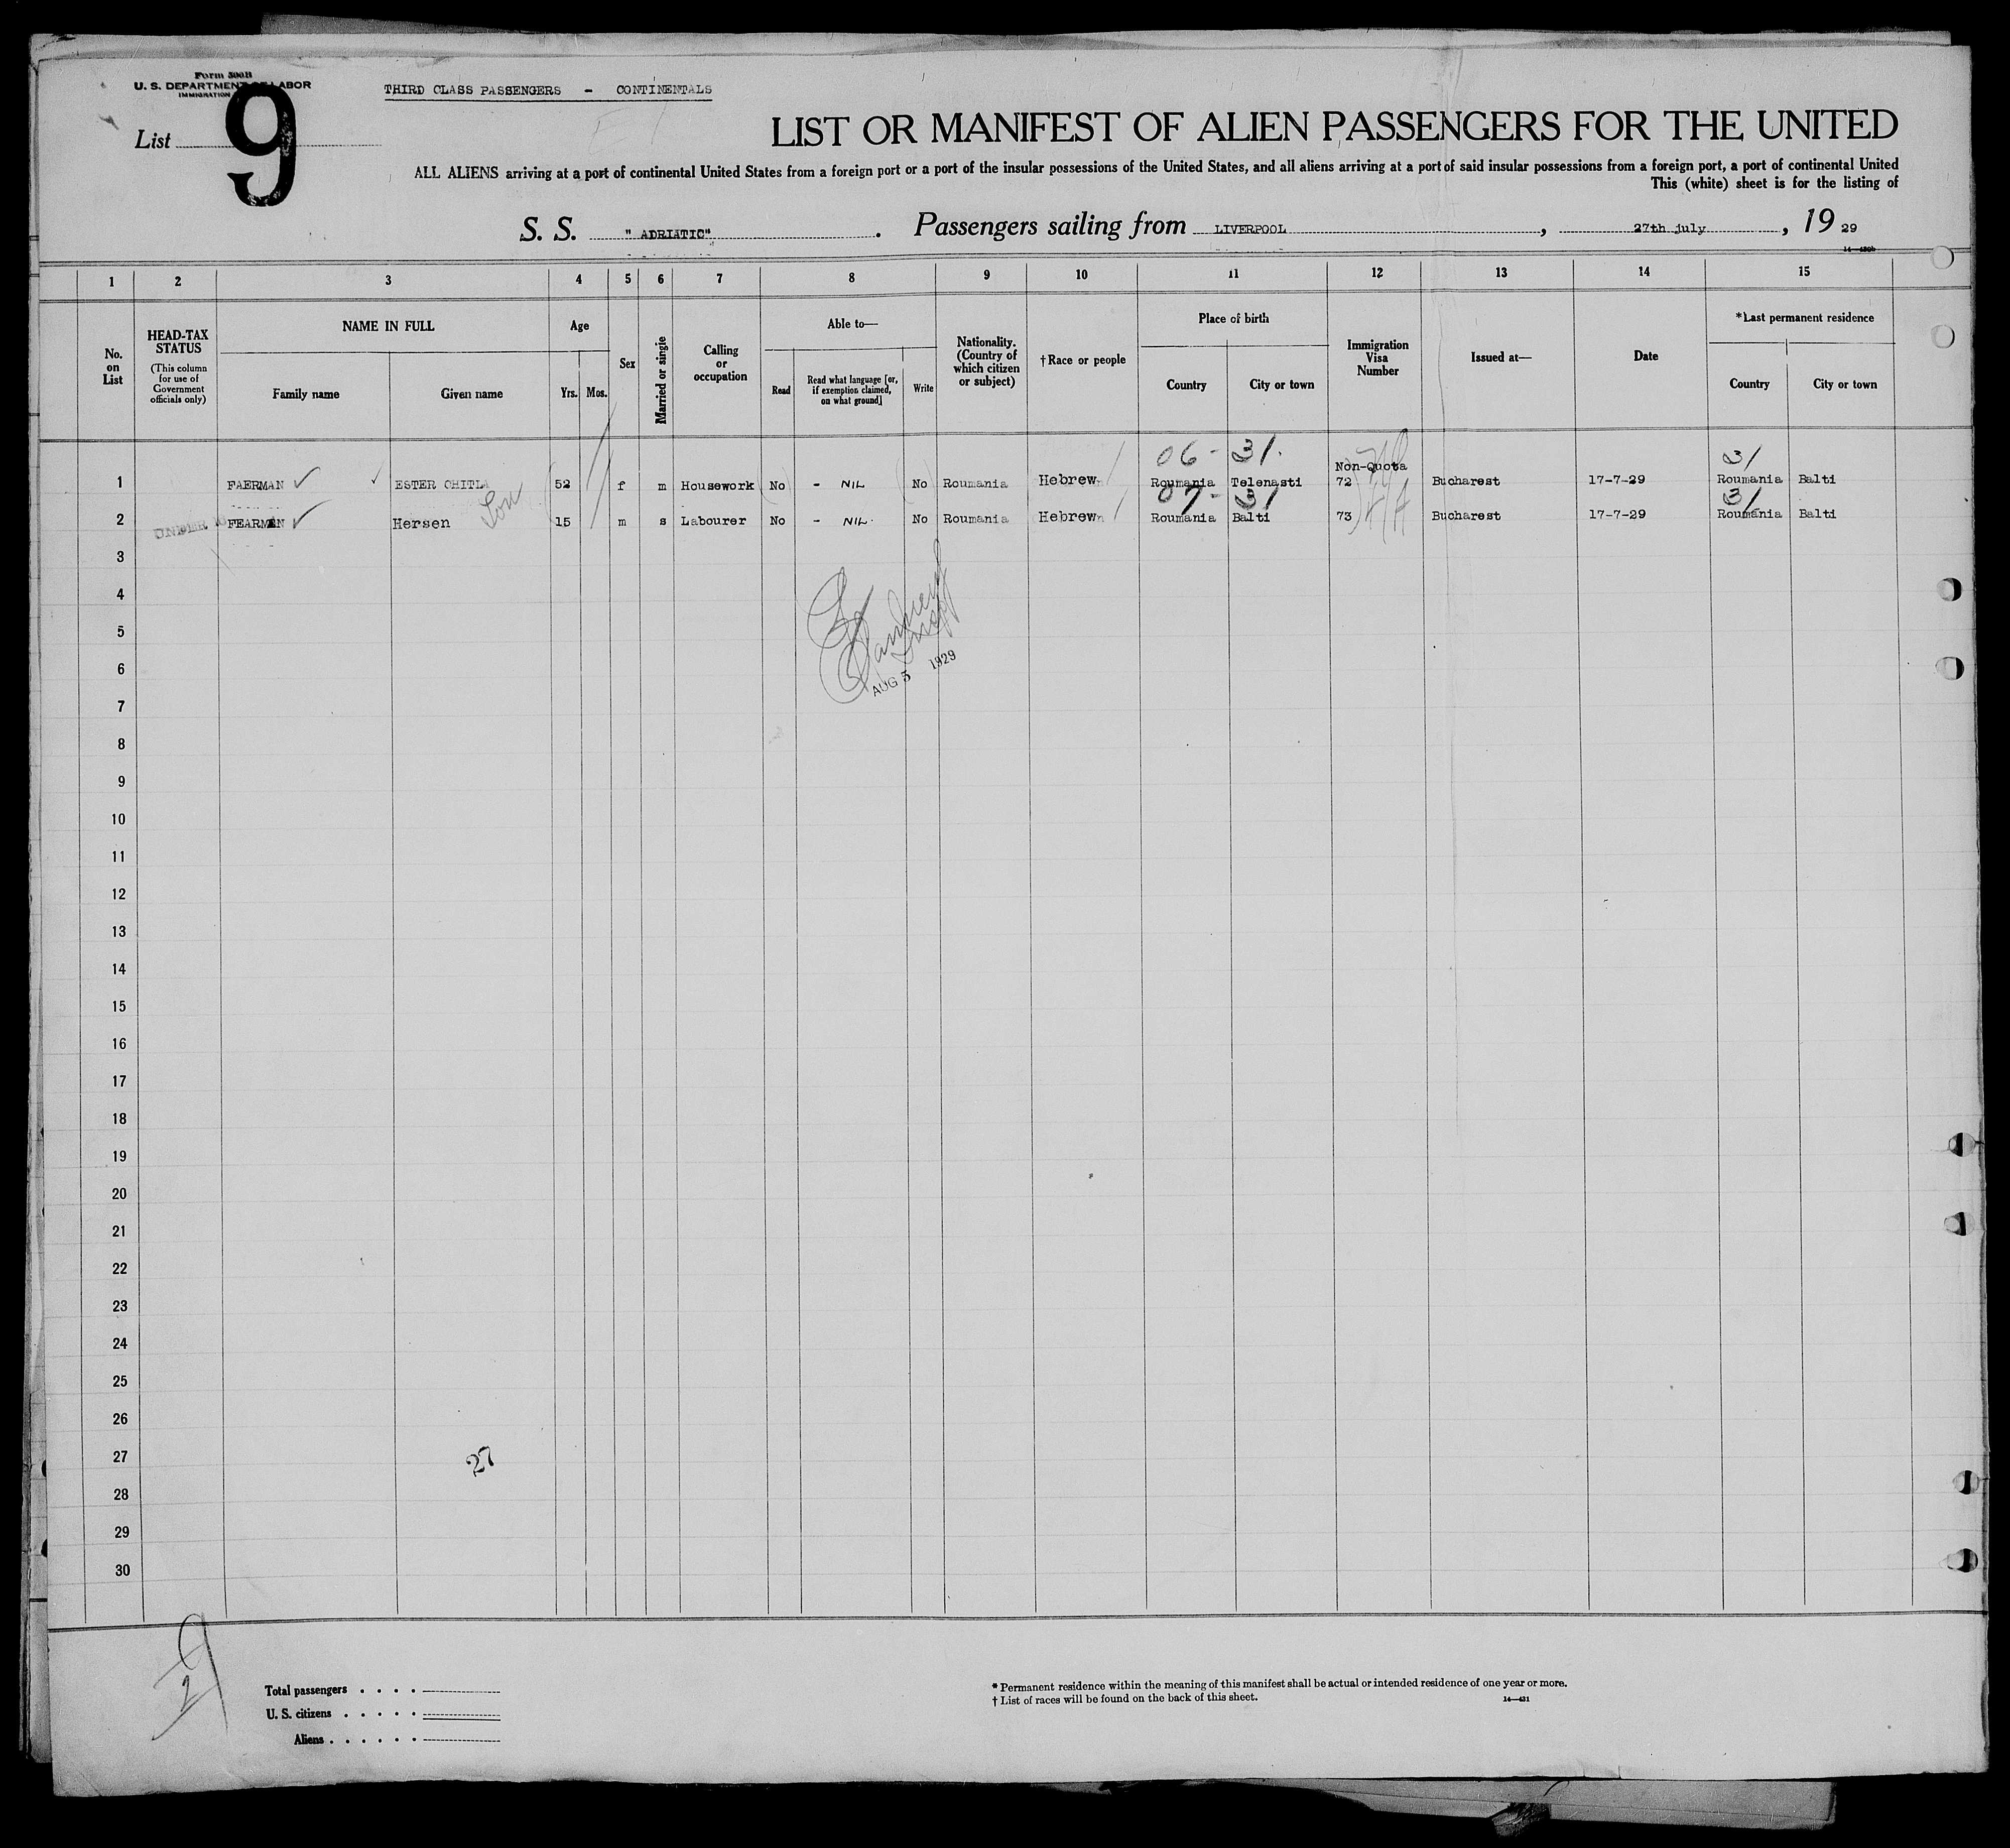 Form 500B
U. S. DEPARTMENT OF LABOR
IMMIGRATION
THIRD CLASS PASSENGERS - CONTINENTALS
List 9
LIST OR MANIFEST OF ALIEN PASSENGERS FOR THE UNITED
ALL ALIENS arriving at a port of continental United States from a foreign port or a port of the insular possessions of the United States, and all aliens arriving at a port of said insular possessions from a foreign port, a port of continental United
This (white) sheet is for the listing of
S. S. "ADRIATIC". Passengers sailing from LIVERPOOL, 27th july, 19 29
1 2 3 4 5 6 7 8 9 10 11 12 13 14 15
No. on List
HEAD-TAX STATUS
(This column for use of Government officials only)
NAME IN FULL
Family name
Given name
Age
Yrs. Mos.
Sex
Married or single
Calling or occupation
Able to—
Read
Read what language [or, if exemption claimed, on what ground]
Write
Nationality. (Country of which citizen or subject)
†Race or people
Place of birth
Country
City or town
Immigration Visa Number
Issued at—
Date
*Last permanent residence
Country
City or town
06- 31. Non-Quota 31
1 FAERMAN ESTER CHITLA 52 f m Housework No - NIL No Roumania Hebrew Roumania Telenasti 72 Bucharest 17-7-29 Roumania Balti
Son 07- 31 31
2 UNDER 16 FEARMAN Hersen 15 m s Labourer No - NIL No Roumania Hebrew Roumania Balti 73 Bucharest 17-7-29 Roumania Balti
3
4
5
6
AUG 5 1929
7
8
9
10
11
12
13
14
15
16
17
18
19
20
21
22
23
24
25
26
27 27
28
29
30
2
Total passengers . . . .
U. S. citizens . . . . .
Aliens . . . . . .
* Permanent residence within the meaning of this manifest shall be actual or intended residence of one year or more.
† List of races will be found on the back of this sheet. 14—431